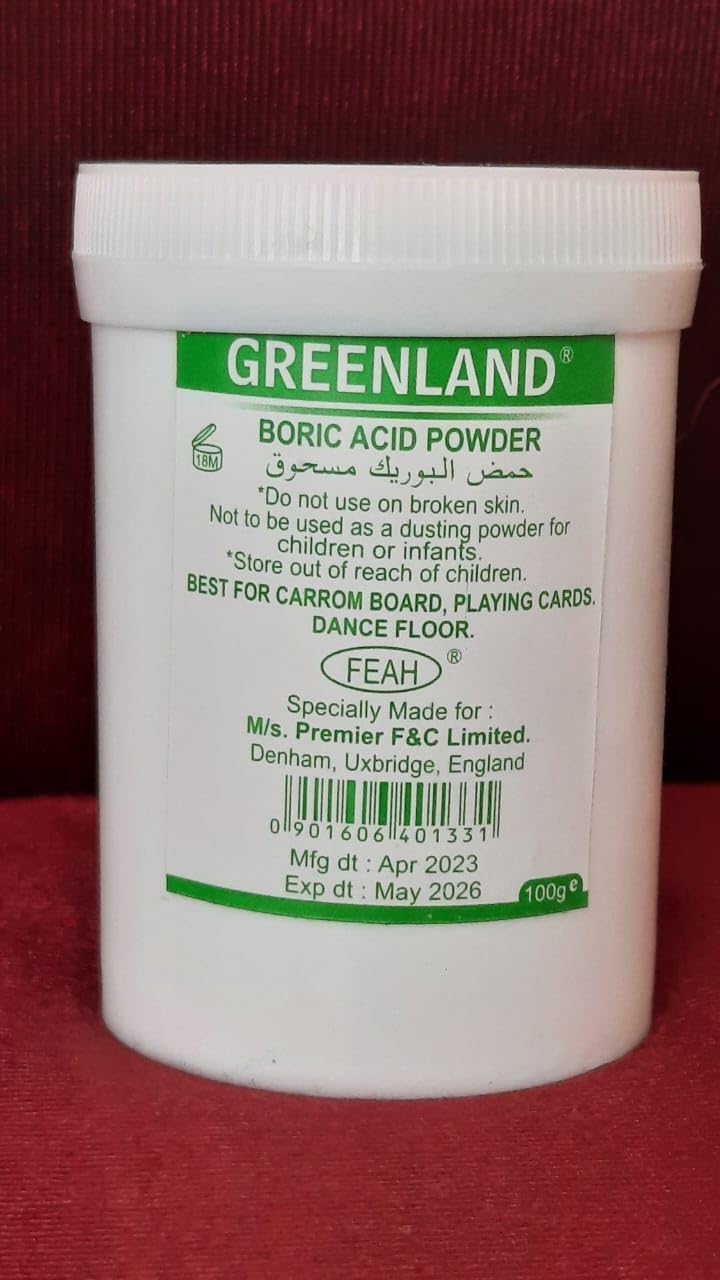 GREENLAND®
18M
BORIC ACID POWDER
حمض البوريك مسحوق
*Do not use on broken skin.
Not to be used as a dusting powder for
children or infants.
*Store out of reach of children.
BEST FOR CARROM BOARD, PLAYING CARDS.
DANCE FLOOR.
FEAH®
Specially Made for :
M/s. Premier F&C Limited.
Denham, Uxbridge, England
0 901606 401331
Mfg dt : Apr 2023
Exp dt : May 2026
100g e